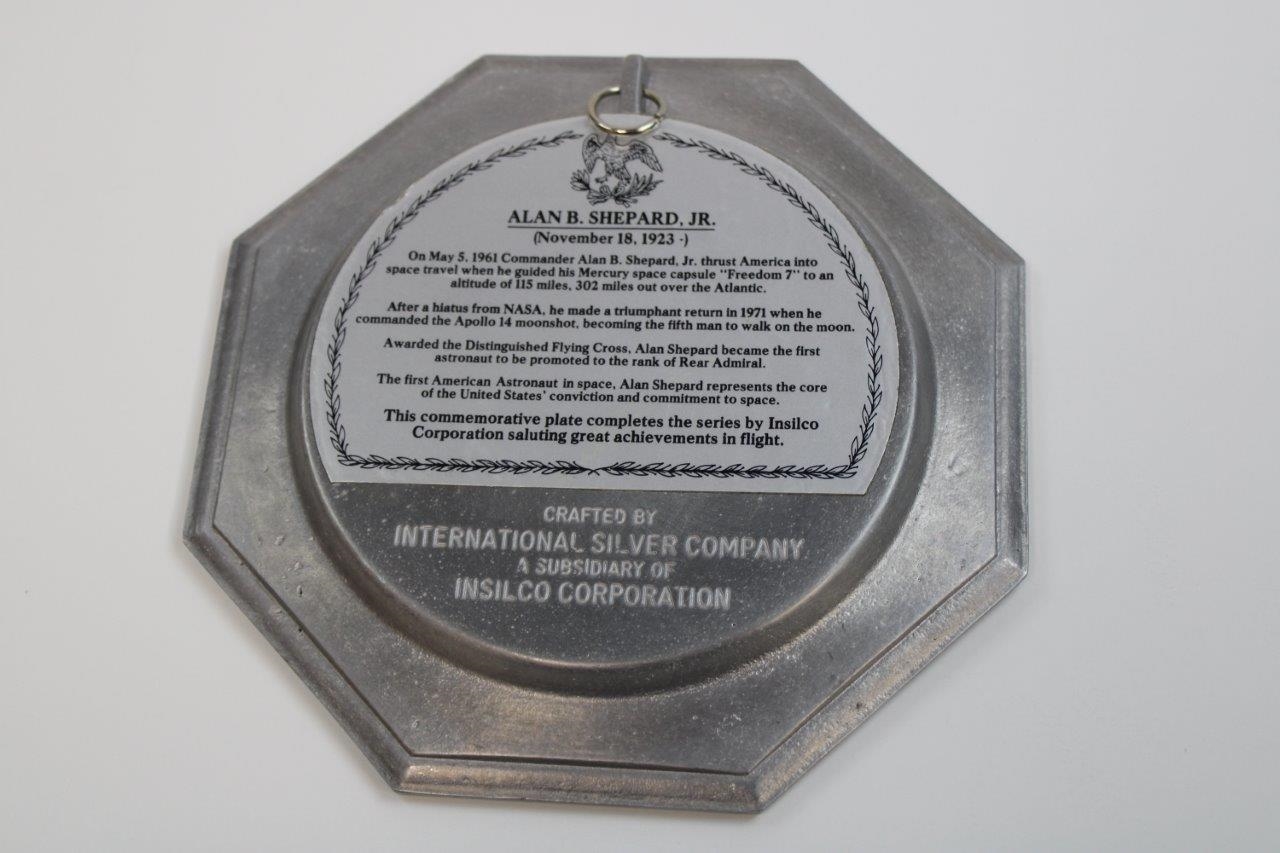 ALAN B. SHEPARD, JR.
(November 18, 1923 -)
On May 5, 1961 Commander Alan B. Shepard, Jr. thrust America into
space travel when he guided his Mercury space capsule "Freedom 7" to an
altitude of 115 miles, 302 miles out over the Atlantic.
After a hiatus from NASA, he made a triumphant return in 1971 when he
commanded the Apollo 14 moonshot, becoming the fifth man to walk on the moon.
Awarded the Distinguished Flying Cross, Alan Shepard became the first
astronaut to be promoted to the rank of Rear Admiral.
The first American Astronaut in space, Alan Shepard represents the core
of the United States' conviction and commitment to space.
This commemorative plate completes the series by Insilco
Corporation saluting great achievements in flight.
CRAFTED BY
INTERNATIONAL SILVER COMPANY
A SUBSIDIARY OF
INSILCO CORPORATION